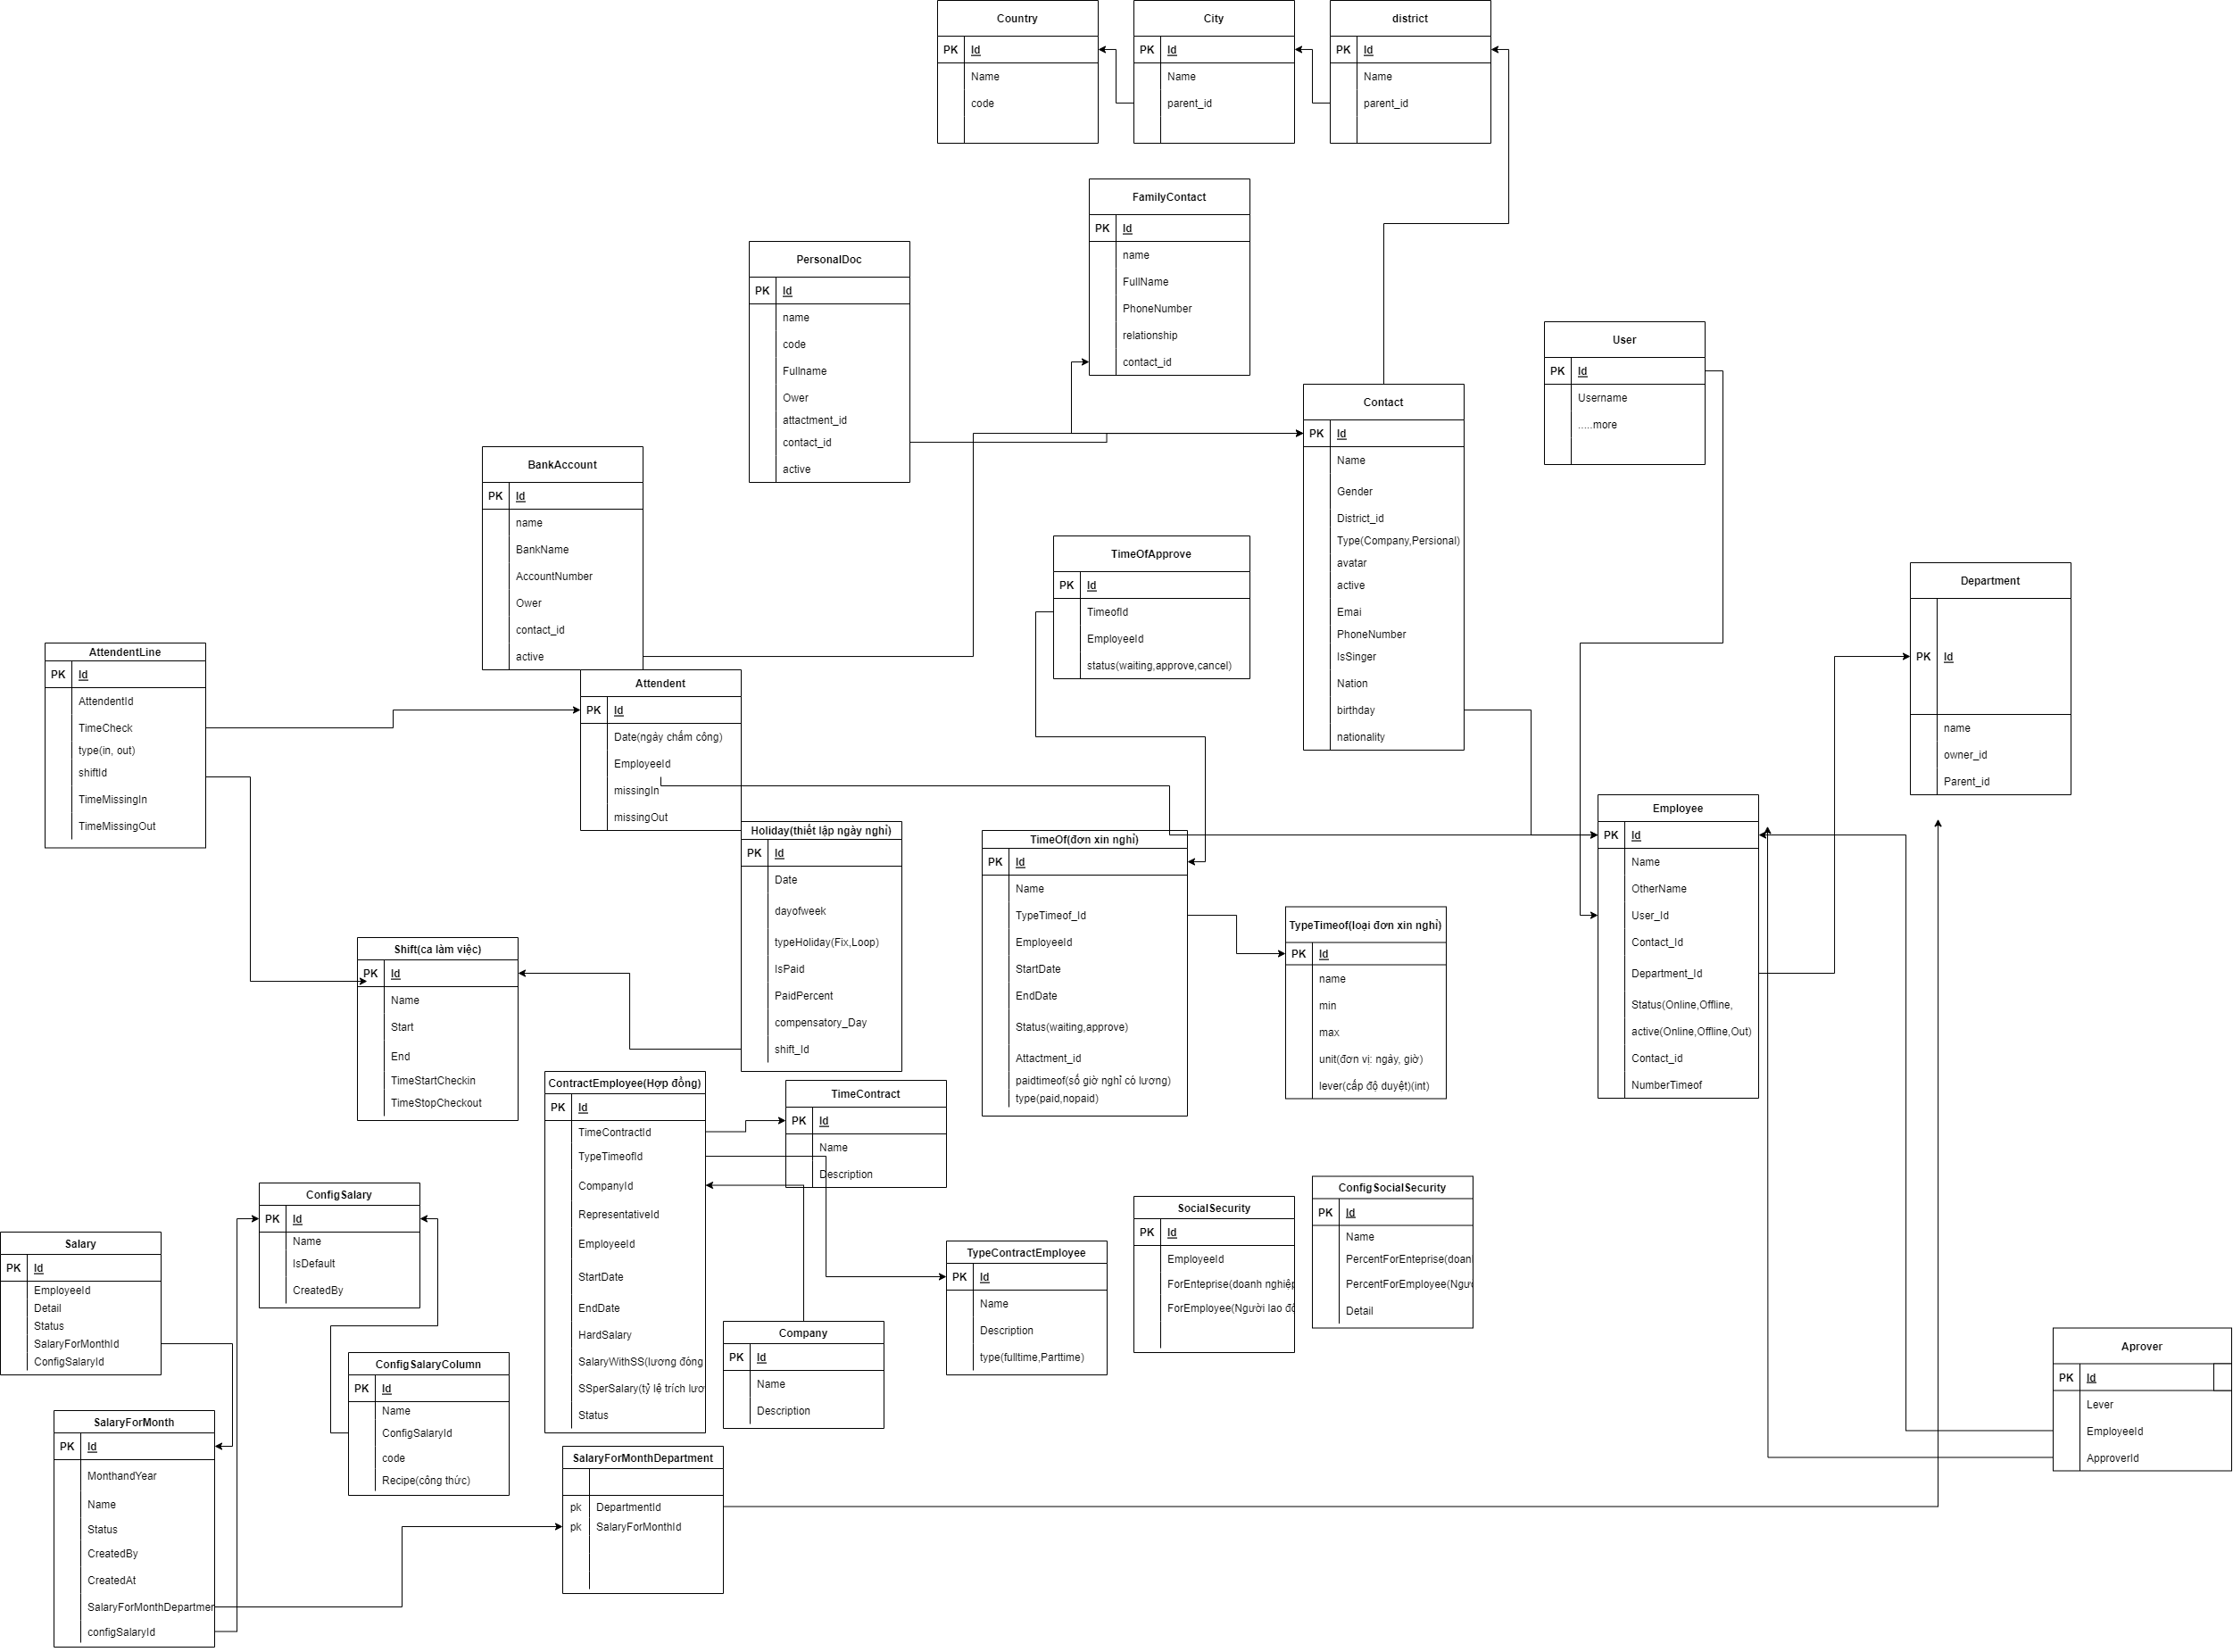 Country
PK Id
Name
code
City
PK Id
Name
parent_id
district
PK Id
Name
parent_id
FamilyContact
PK Id
name
FullName
PhoneNumber
relationship
contact_id
PersonalDoc
PK Id
name
code
Fullname
Ower
attactment_id
contact_id
active
User
PK Id
Username
.....more
Contact
PK Id
Name
Gender
District_id
Type(Company,Persional)
avatar
active
Emai
PhoneNumber
IsSinger
Nation
birthday
nationality
BankAccount
PK Id
name
BankName
AccountNumber
Ower
contact_id
active
TimeOfApprove
PK Id
TimeofId
EmployeeId
status(waiting,approve,cancel)
Department
PK Id
name
owner_id
Parent_id
AttendentLine
PK Id
AttendentId
TimeCheck
type(in, out)
shiftId
TimeMissingIn
TimeMissingOut
Attendent
PK Id
Date(ngày chấm công)
EmployeeId
missingIn
missingOut
Employee
PK Id
Name
OtherName
User_Id
Contact_Id
Department_Id
Status(Online,Offline,
active(Online,Offline,Out)
Contact_id
NumberTimeof
Holiday(thiết lập ngày nghỉ)
PK Id
Date
dayofweek
typeHoliday(Fix,Loop)
IsPaid
PaidPercent
compensatory_Day
shift_Id
TimeOf(đơn xin nghỉ)
PK Id
Name
TypeTimeof_Id
EmployeeId
StartDate
EndDate
Status(waiting,approve)
Attactment_id
paidtimeof(số giờ nghỉ có lương)
type(paid,nopaid)
TypeTimeof(loại đơn xin nghỉ)
PK Id
name
min
max
unit(đơn vị: ngày, giờ)
lever(cấp độ duyệt)(int)
Shift(ca làm việc)
PK Id
Name
Start
End
TimeStartCheckin
TimeStopCheckout
ContractEmployee(Hợp đồng)
PK Id
TimeContractId
TypeTimeofId
CompanyId
RepresentativeId
EmployeeId
StartDate
EndDate
HardSalary
SalaryWithSS(lương đóng
SSperSalary(tỷ lệ trích lươ
Status
TimeContract
PK Id
Name
Description
ConfigSalary
PK Id
Name
IsDefault
CreatedBy
SocialSecurity
PK Id
EmployeeId
ForEnteprise(doanh nghiệp
ForEmployee(Người lao độ
ConfigSocialSecurity
PK Id
Name
PercentForEnteprise(doan
PercentForEmployee(Ngườ
Detail
Salary
PK Id
EmployeeId
Detail
Status
SalaryForMonthId
ConfigSalaryId
TypeContractEmployee
PK Id
Name
Description
type(fulltime,Parttime)
Company
PK Id
Name
Description
ConfigSalaryColumn
PK Id
Name
ConfigSalaryId
code
Recipe(công thức)
Aprover
PK Id
Lever
EmployeeId
ApproverId
SalaryForMonth
PK Id
MonthandYear
Name
Status
CreatedBy
CreatedAt
SalaryForMonthDepartmen
configSalaryId
SalaryForMonthDepartment
pk DepartmentId
pk SalaryForMonthId